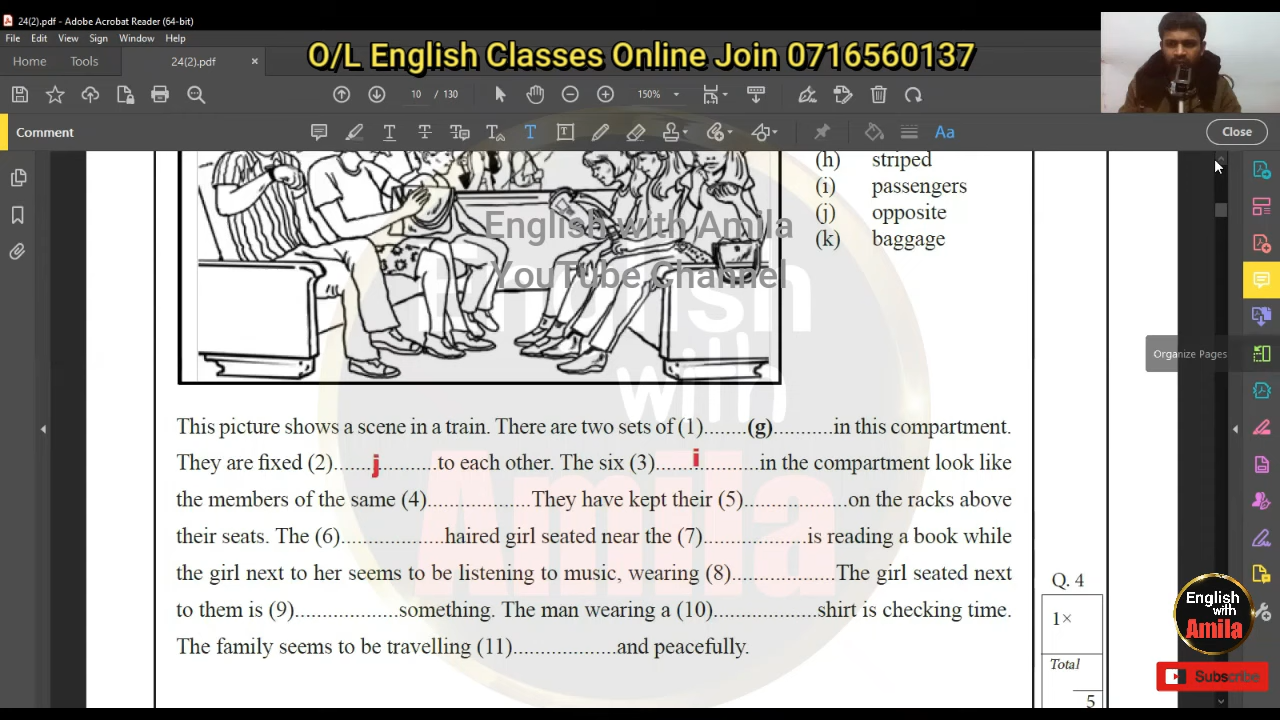 24(2).pdf - Adobe Acrobat Reader (64-bit)
O/L English Classes Online Join 0716560137
File Edit View Sign Window Help
Home Tools 24(2).pdf ×
10 / 130 150%
Comment
T T Aa Close
(h) striped
(i) passengers
(j) opposite
(k) baggage
English with Amila
YouTube Channel
English
with
Amila
Organize Pages
This picture shows a scene in a train. There are two sets of (1)........(g)...........in this compartment.
They are fixed (2).......j..........to each other. The six (3)......i............in the compartment look like
the members of the same (4)...................They have kept their (5)...................on the racks above
their seats. The (6)...................haired girl seated near the (7)...................is reading a book while
the girl next to her seems to be listening to music, wearing (8)...................The girl seated next
to them is (9)...................something. The man wearing a (10)...................shirt is checking time.
The family seems to be travelling (11)...................and peacefully.
Q. 4
1×
Total
5
English
with
Amila
Subscribe